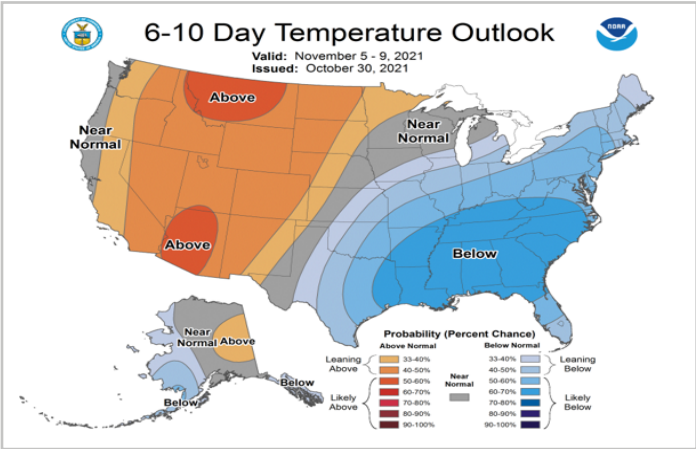 6-10 Day Temperature Outlook
Valid: November 5 - 9, 2021
Issued: October 30, 2021
NOAA
Above
Near
Normal
Near
Normal
Above
Below
Near
Normal
Above
Below
Below
Probability (Percent Chance)
Above Normal
Below Normal
Leaning
Above
33-40%
40-50%
Likely
Above
50-60%
60-70%
70-80%
80-90%
90-100%
Near
Normal
33-40%
40-50%
Leaning
Below
50-60%
60-70%
70-80%
80-90%
90-100%
Likely
Below